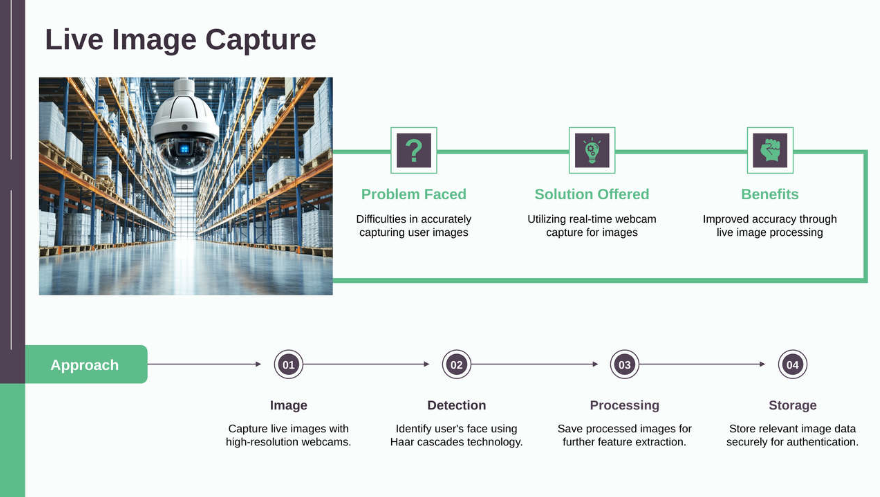 Live Image Capture
?
Problem Faced
Difficulties in accurately
capturing user images
Solution Offered
Utilizing real-time webcam
capture for images
Benefits
Improved accuracy through
live image processing
Approach
01
Image
Capture live images with
high-resolution webcams.
02
Detection
Identify user's face using
Haar cascades technology.
03
Processing
Save processed images for
further feature extraction.
04
Storage
Store relevant image data
securely for authentication.